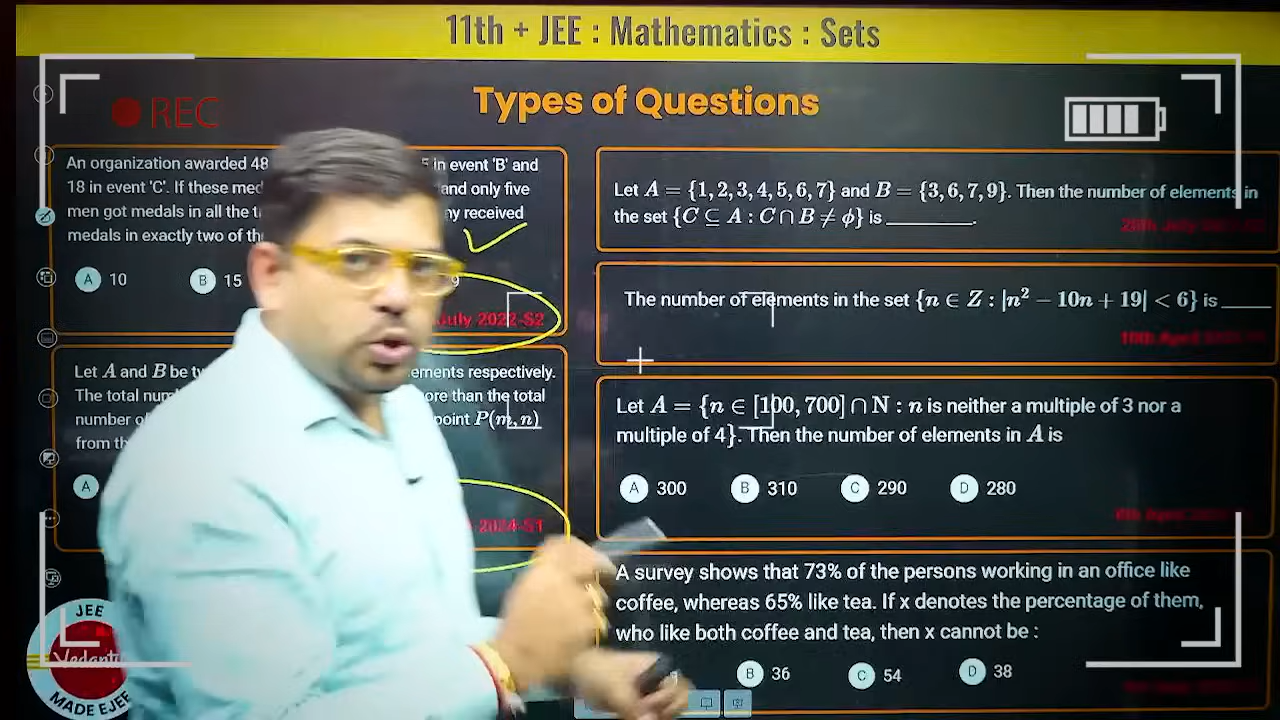 11th + JEE : Mathematics : Sets
Types of Questions
REC
An organization awarded 48 in event 'B' and
18 in event 'C'. If these and only five
men got medals in all the received
medals in exactly two of
A 10 B 15
July 2022-S2
Let A and B be respectively.
The total more than the total
number of point P(m, n)
from
A
2024-S1
Let A = {1, 2, 3, 4, 5, 6, 7} and B = {3, 6, 7, 9}. Then the number of elements in
the set {C ⊆ A : C ∩ B ≠ ϕ} is ________.
The number of elements in the set {n ∈ Z : |n² − 10n + 19| < 6} is ____
Let A = {n ∈ [100, 700] ∩ N : n is neither a multiple of 3 nor a
multiple of 4}. Then the number of elements in A is
A 300 B 310 C 290 D 280
A survey shows that 73% of the persons working in an office like
coffee, whereas 65% like tea. If x denotes the percentage of them,
who like both coffee and tea, then x cannot be :
B 36 C 54 D 38
JEE
MADE EJEE